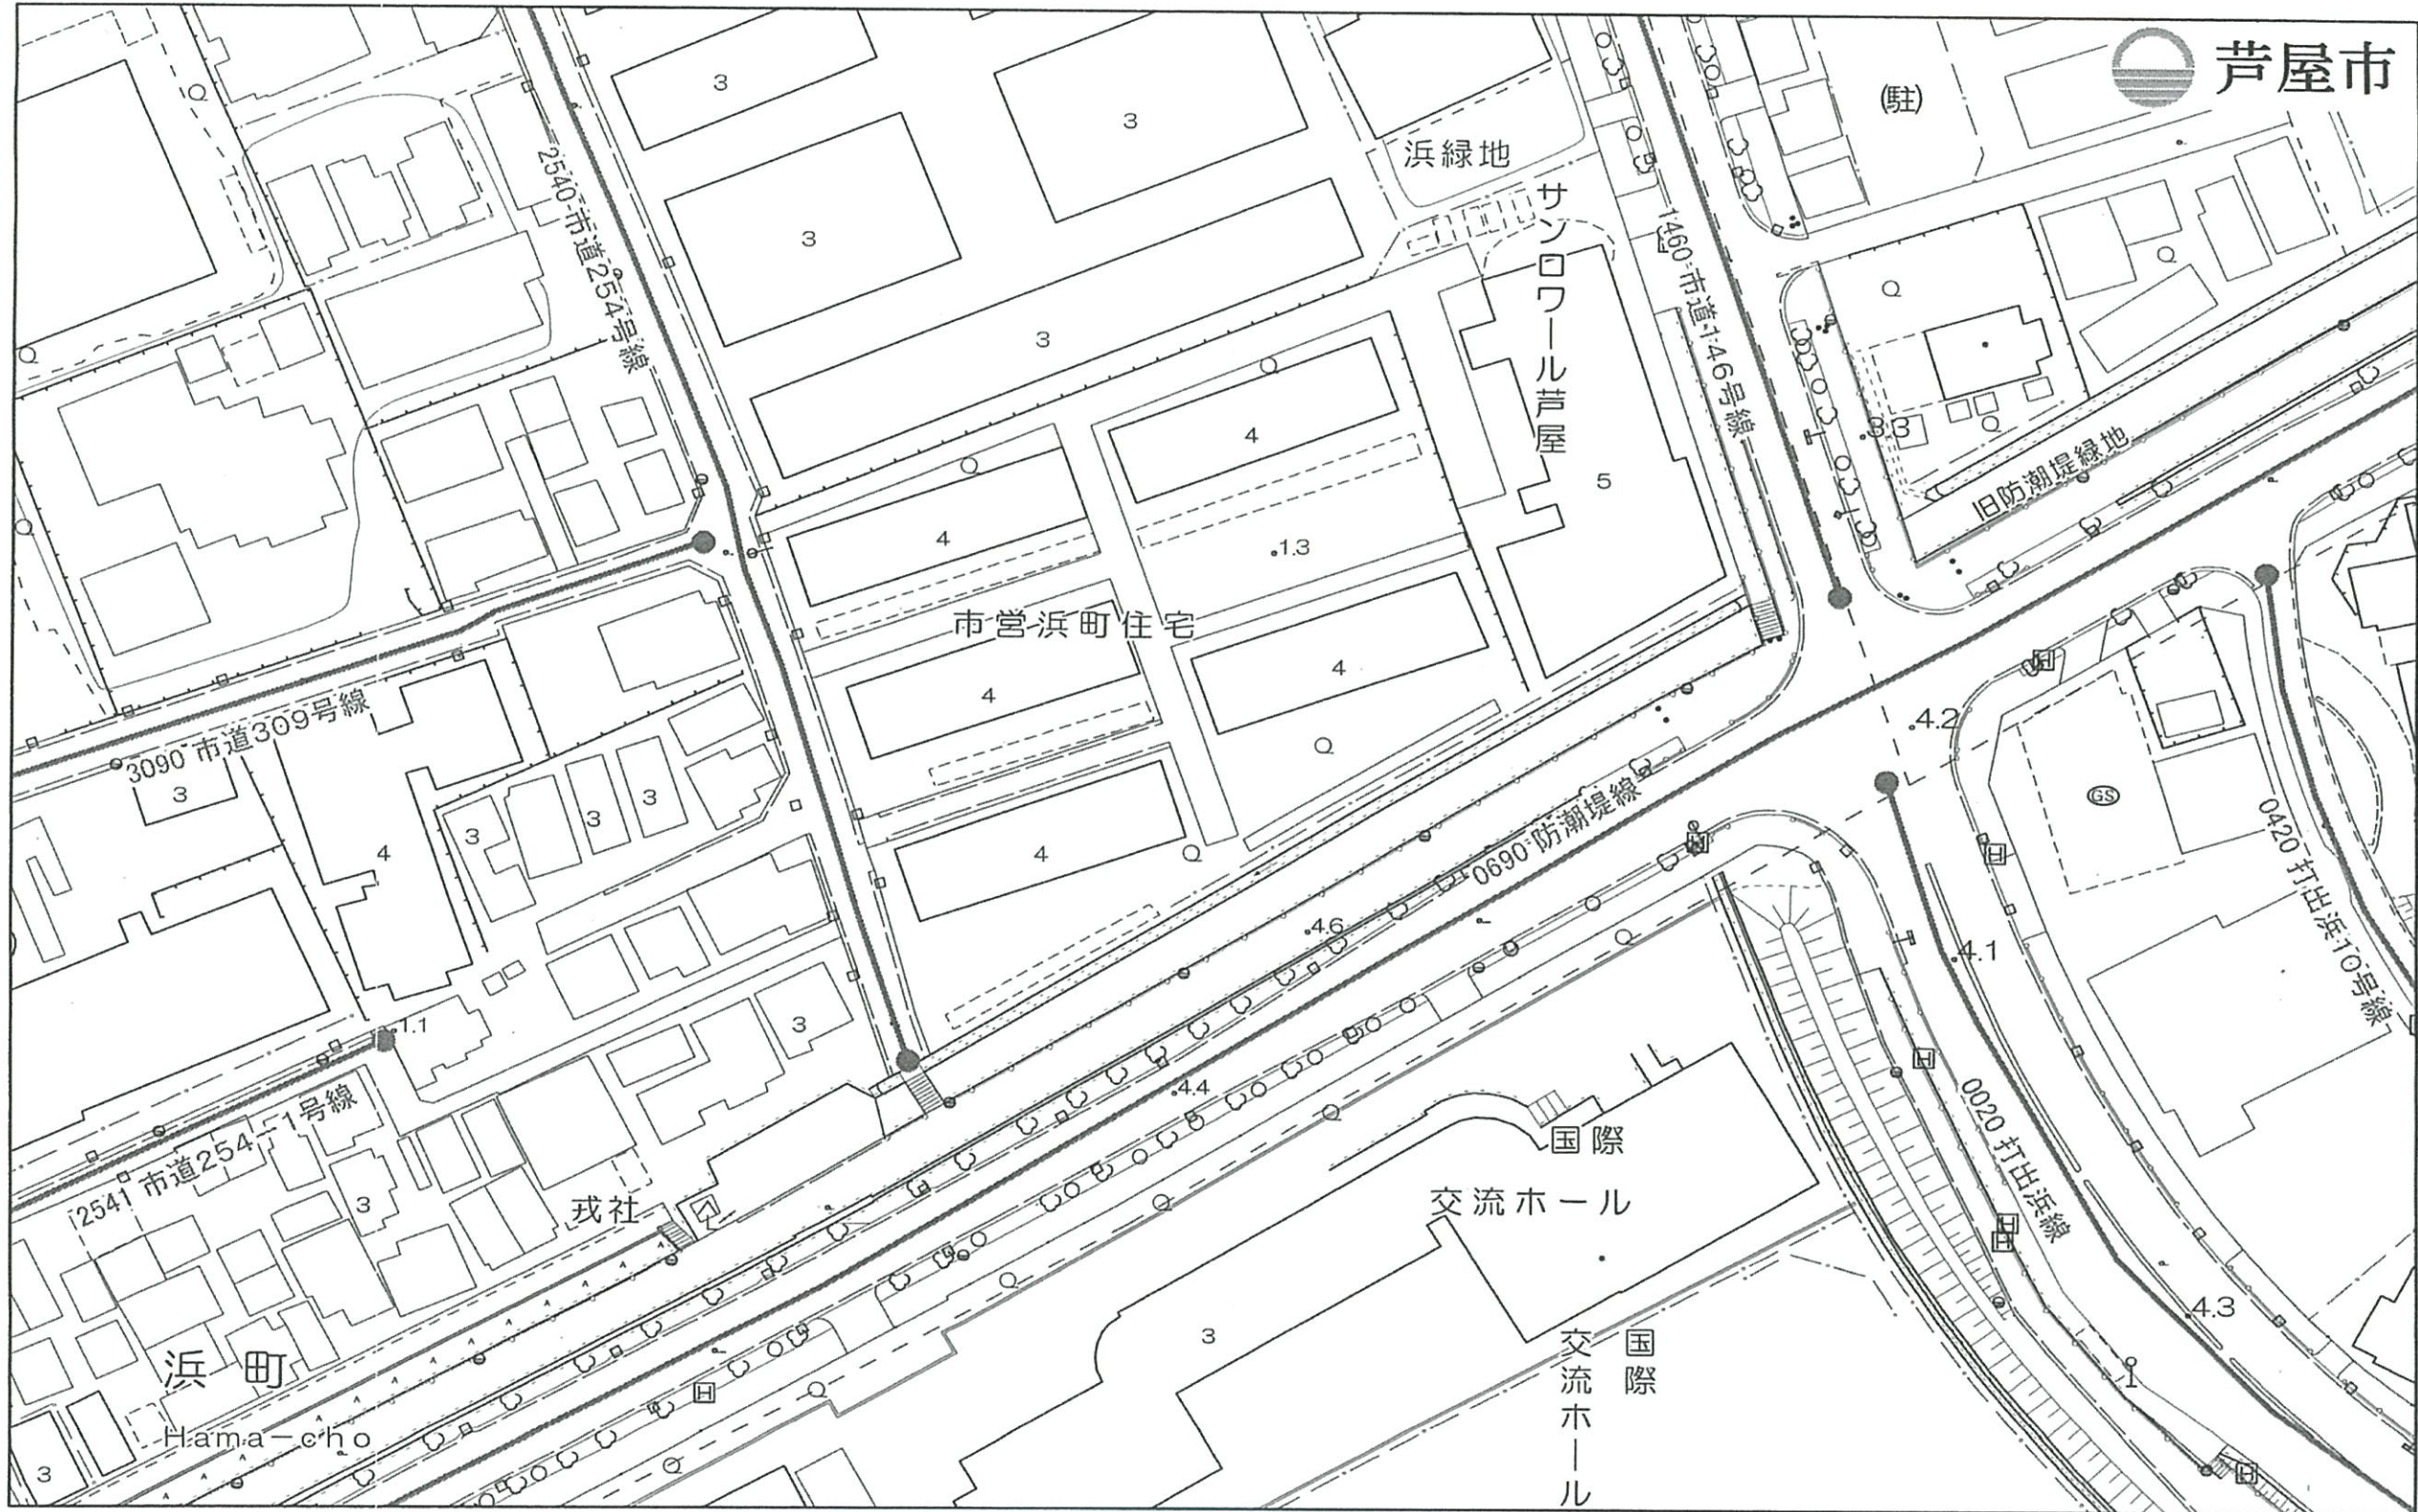 芦屋市
(駐)
3
3
3
3
浜緑地
サンロワール芦屋
2540 市道254号線
1460 市道146号線
3.3
旧防潮堤緑地
4
4
1.3
5
市営浜町住宅
4
4
4
3090 市道309号線
3
4
3
3
3
4.2
GS
0420 打出浜10号線
0690 防潮堤線
4.6
4.1
4.4
1.1
3
2541 市道254-1号線
3
戎社
国際
交流ホール
0020 打出浜線
4.3
3
国際
交流ホール
浜町
Hama-cho
3